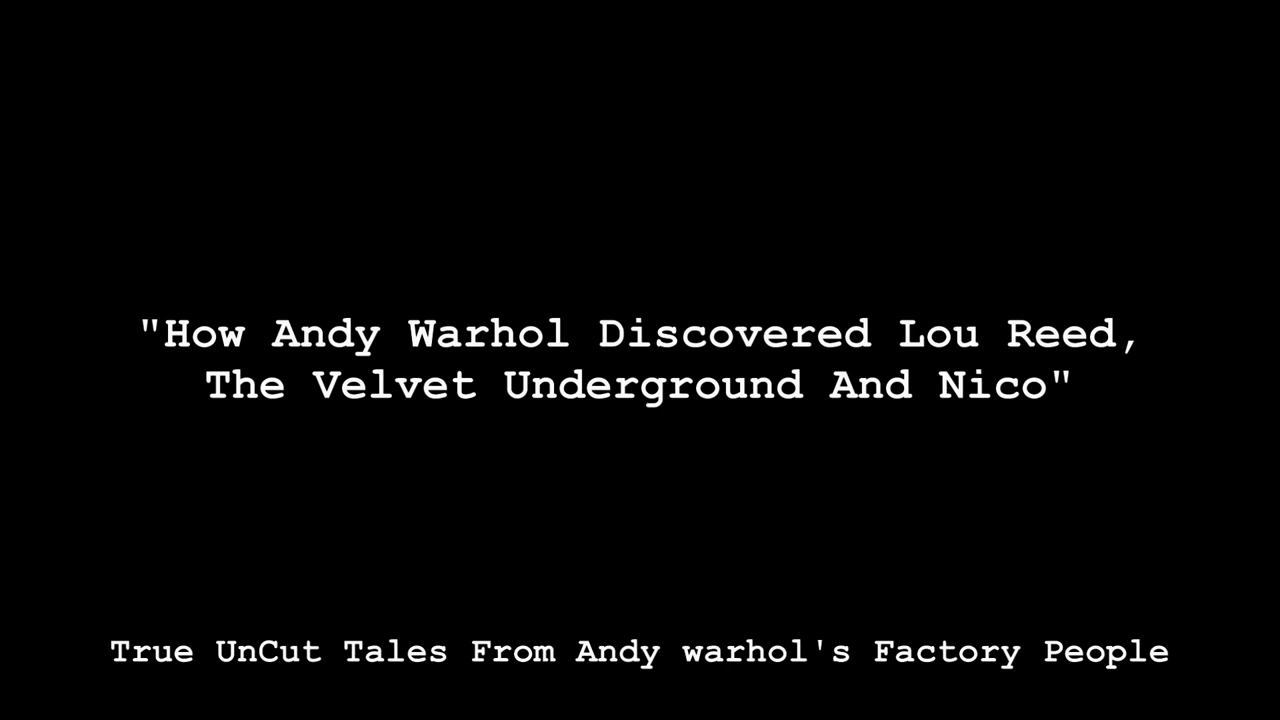 "How Andy Warhol Discovered Lou Reed,
The Velvet Underground And Nico"
True UnCut Tales From Andy warhol's Factory People